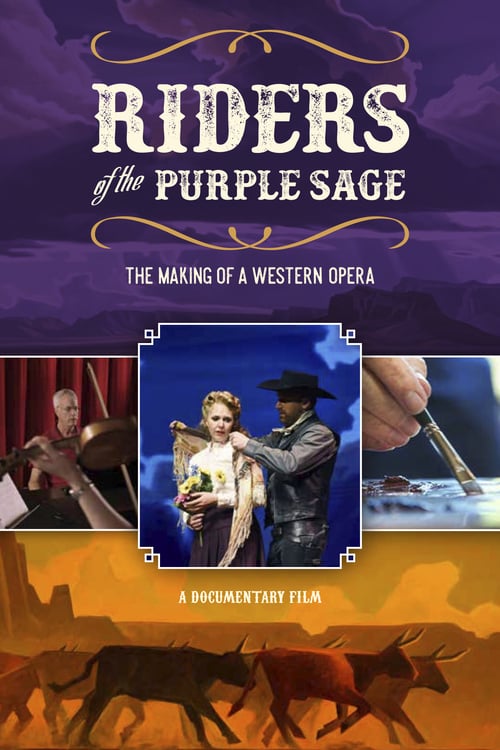 RIDERS
of the PURPLE SAGE
THE MAKING OF A WESTERN OPERA
A DOCUMENTARY FILM